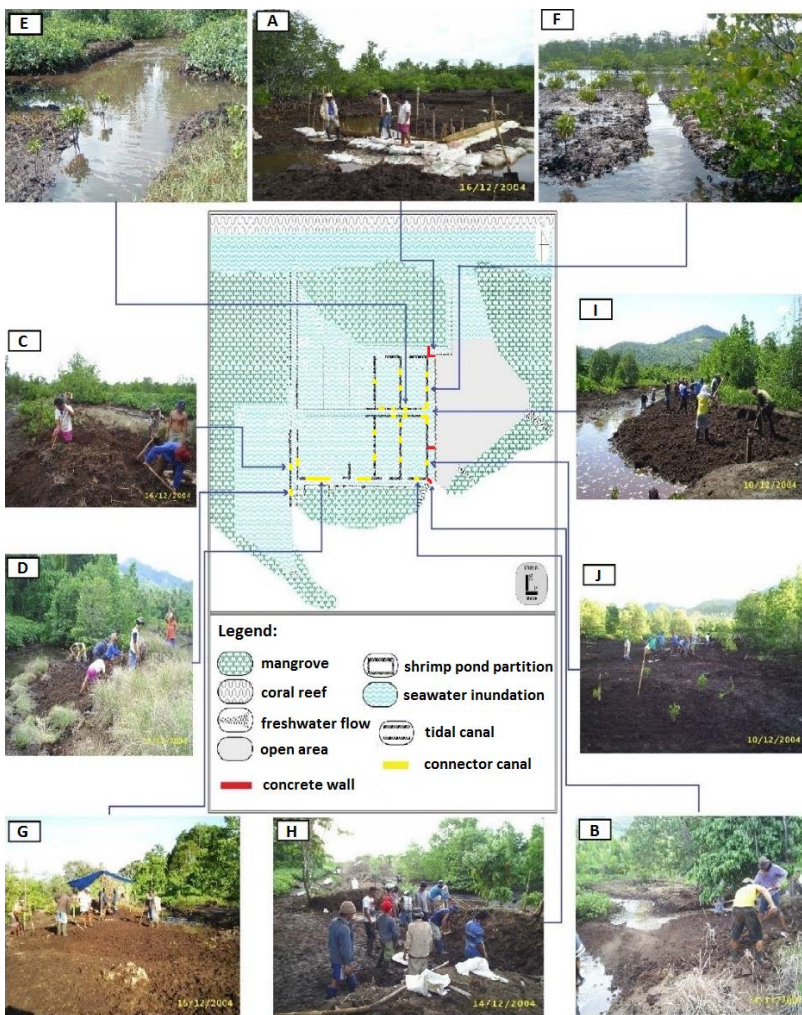 E
A
F
16/12/2004
C
16/12/2004
I
10/12/2004
D
J
10/12/2004
Legend:
mangrove
shrimp pond partition
coral reef
seawater inundation
freshwater flow
tidal canal
open area
connector canal
concrete wall
G
15/12/2004
H
14/12/2004
B